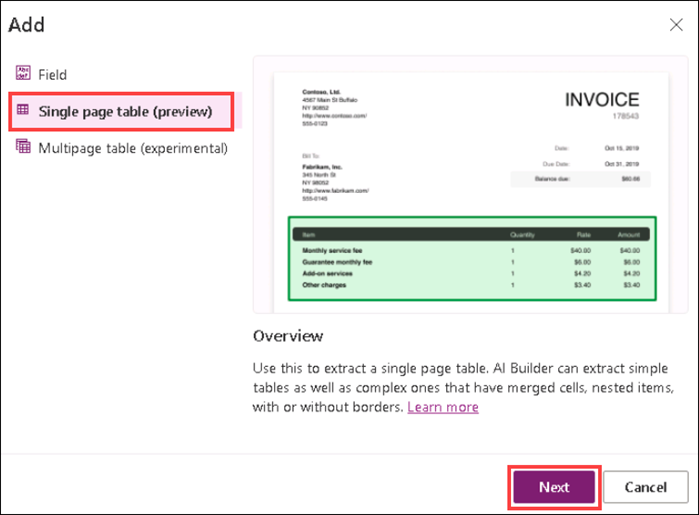 Add
Abc
def
Field
Single page table (preview)
Multipage table (experimental)
Contoso, Ltd.
4567 Main St Buffalo
NY 90852
http://www.contoso.com/
555-0123
INVOICE
178543
Bill To:
Fabrikam, Inc.
345 North St
NY 98052
http://www.fabrikam.com/
555-0145
Date: Oct 15, 2019
Due Date: Oct 31, 2019
Balance due: $60.66
Item Quantity Rate Amount
Monthly service fee 1 $40.00 $40.00
Guarantee monthly fee 1 $6.00 $6.00
Add-on services 1 $4.20 $4.20
Other charges 1 $3.40 $3.40
Overview
Use this to extract a single page table. AI Builder can extract simple
tables as well as complex ones that have merged cells, nested items,
with or without borders. Learn more
Next Cancel